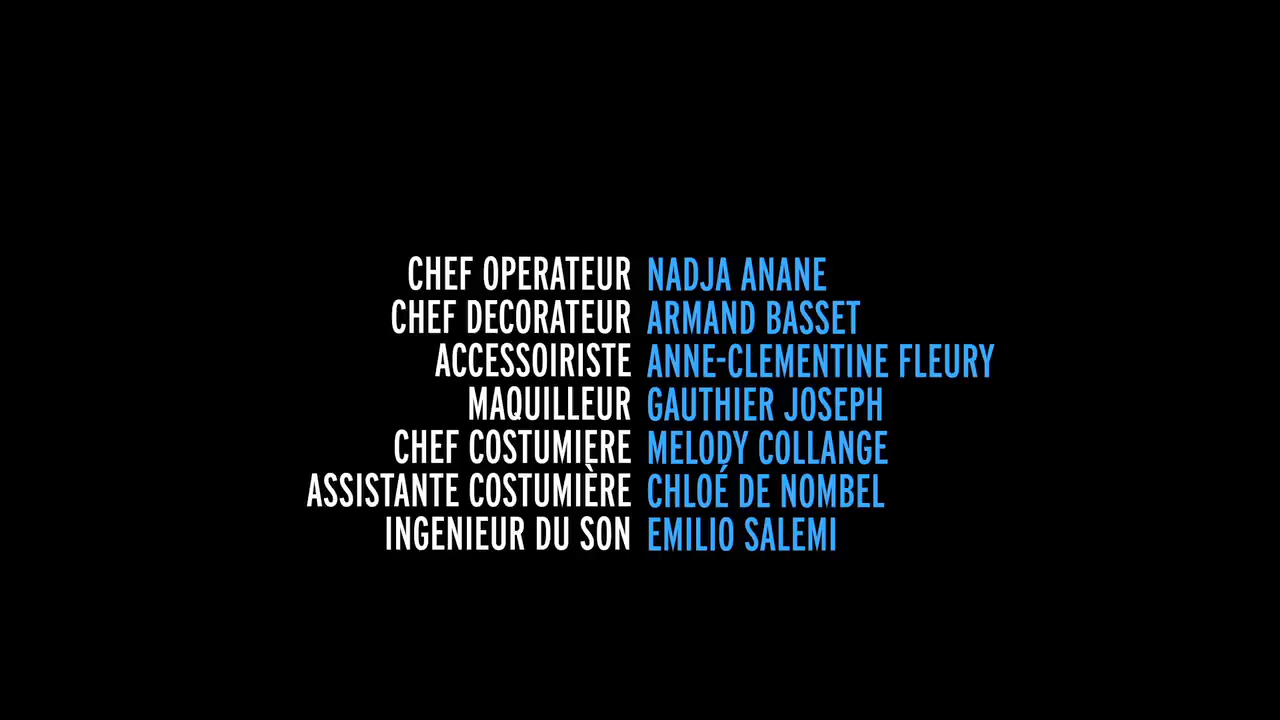 CHEF OPERATEUR NADJA ANANE
CHEF DECORATEUR ARMAND BASSET
ACCESSOIRISTE ANNE-CLEMENTINE FLEURY
MAQUILLEUR GAUTHIER JOSEPH
CHEF COSTUMIÈRE MELODY COLLANGE
ASSISTANTE COSTUMIÈRE CHLOÉ DE NOMBEL
INGENIEUR DU SON EMILIO SALEMI